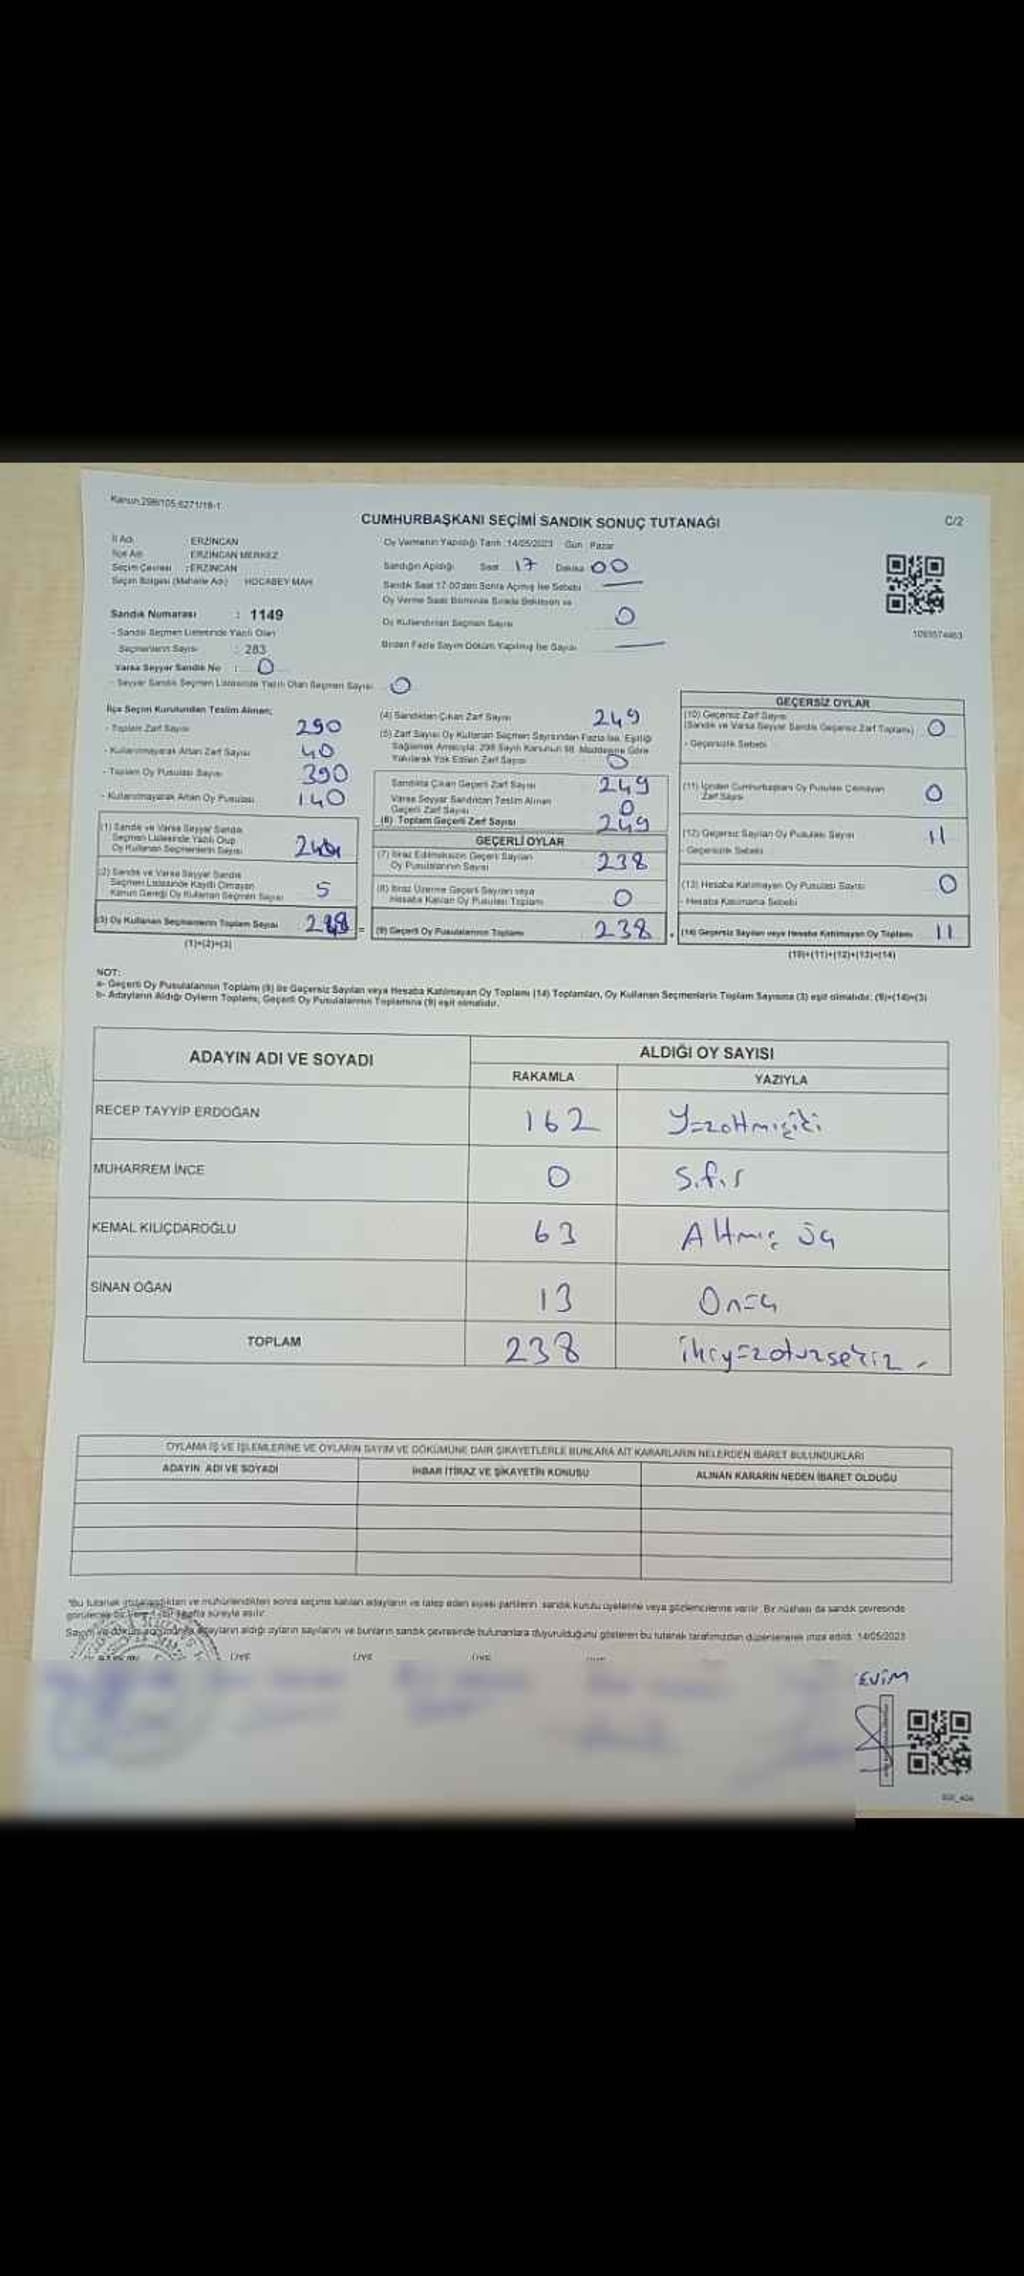 Kanun:298/105-6271/18-1
CUMHURBAŞKANI SEÇİMİ SANDIK SONUÇ TUTANAĞI
C/2
İl Adı : ERZİNCAN
İlçe Adı : ERZİNCAN MERKEZ
Seçim Çevresi : ERZİNCAN
Seçim Bölgesi (Mahalle Adı) HOCABEY MAH
Oy Vermenin Yapıldığı Tarih :14/05/2023 Gün : Pazar
Sandığın Açıldığı Saat 17 Dakika 00
Sandık Saat 17:00'den Sonra Açılmış İse Sebebi
Oy Verme Saati Bitiminde Sırada Bekleyen ve
Oy Kullandırılan Seçmen Sayısı 0
Birden Fazla Sayım Döküm Yapılmış İse Sayısı
Sandık Numarası : 1149
- Sandık Seçmen Listesinde Yazılı Olan
Seçmenlerin Sayısı : 283
Varsa Seyyar Sandık No : 0
- Seyyar Sandık Seçmen Listesinde Yazılı Olan Seçmen Sayısı 0
İlçe Seçim Kurulundan Teslim Alınan;
- Toplam Zarf Sayısı 290
- Kullanılmayarak Artan Zarf Sayısı 40
- Toplam Oy Pusulası Sayısı 390
- Kullanılmayarak Artan Oy Pusulası 140
(1) Sandık ve Varsa Seyyar Sandık
Seçmen Listesinde Yazılı Olup
Oy Kullanan Seçmenlerin Sayısı
(2) Sandık ve Varsa Seyyar Sandık
Seçmen Listesinde Kayıtlı Olmayan
Kanun Gereği Oy Kullanan Seçmen Sayısı 5
(3) Oy Kullanan Seçmenlerin Toplam Sayısı
(1)+(2)=(3)
(4) Sandıktan Çıkan Zarf Sayısı 249
(5) Zarf Sayısı Oy Kullanan Seçmen Sayısından Fazla İse, Eşitliği
Sağlamak Amacıyla, 298 Sayılı Kanunun 98. Maddesine Göre
Yakılarak Yok Edilen Zarf Sayısı 0
Sandıkta Çıkan Geçerli Zarf Sayısı 249
Varsa Seyyar Sandıktan Teslim Alınan
Geçerli Zarf Sayısı 0
(6) Toplam Geçerli Zarf Sayısı 249
GEÇERLİ OYLAR
(7) İtiraz Edilmeksizin Geçerli Sayılan
Oy Pusulalarının Sayısı 238
(8) İtiraz Üzerine Geçerli Sayılan veya
Hesaba Katılan Oy Pusulası Toplamı 0
(9) Geçerli Oy Pusulalarının Toplamı 238
GEÇERSİZ OYLAR
(10) Geçersiz Zarf Sayısı
(Sandık ve Varsa Seyyar Sandık Geçersiz Zarf Toplamı) 0
- Geçersizlik Sebebi
(11) İçinden Cumhurbaşkanı Oy Pusulası Çıkmayan
Zarf Sayısı 0
(12) Geçersiz Sayılan Oy Pusulası Sayısı 11
- Geçersizlik Sebebi
(13) Hesaba Katılmayan Oy Pusulası Sayısı 0
- Hesaba Katılmama Sebebi
(14) Geçersiz Sayılan veya Hesaba Katılmayan Oy Toplamı 11
(10)+(11)+(12)+(13)=(14)
NOT:
a- Geçerli Oy Pusulalarının Toplamı (9) ile Geçersiz Sayılan veya Hesaba Katılmayan Oy Toplamı (14) Toplamları, Oy Kullanan Seçmenlerin Toplam Sayısına (3) eşit olmalıdır. (9)+(14)=(3)
b- Adayların Aldığı Oyların Toplamı, Geçerli Oy Pusulalarının Toplamına (9) eşit olmalıdır.
ADAYIN ADI VE SOYADI
ALDIĞI OY SAYISI
RAKAMLA YAZIYLA
RECEP TAYYİP ERDOĞAN 162 Yüzaltmışiki
MUHARREM İNCE 0 Sıfır
KEMAL KILIÇDAROĞLU 63 Altmış üç
SİNAN OĞAN 13 Onüç
TOPLAM 238 ikiyüzotuzsekiz
OYLAMA İŞ VE İŞLEMLERİNE VE OYLARIN SAYIM VE DÖKÜMÜNE DAİR ŞİKAYETLERLE BUNLARA AİT KARARLARIN NELERDEN İBARET BULUNDUKLARI
ADAYIN ADI VE SOYADI İHBAR İTİRAZ VE ŞİKAYETİN KONUSU ALINAN KARARIN NEDEN İBARET OLDUĞU
*Bu tutanak imzalandıktan ve mühürlendikten sonra seçime katılan adayların ve talep eden siyasi partilerin sandık kurulu üyelerine veya gözlemcilerine verilir. Bir nüshası da sandık çevresinde
görülecek bir yere bir hafta süreyle asılır.
Sayım ve döküm sonucunda adayların aldığı oyların sayılarını ve bunların sandık çevresinde bulunanlara duyurulduğunu gösteren bu tutanak tarafımızdan düzenlenerek imza edildi. 14/05/2023
ÜYE ÜYE ÜYE